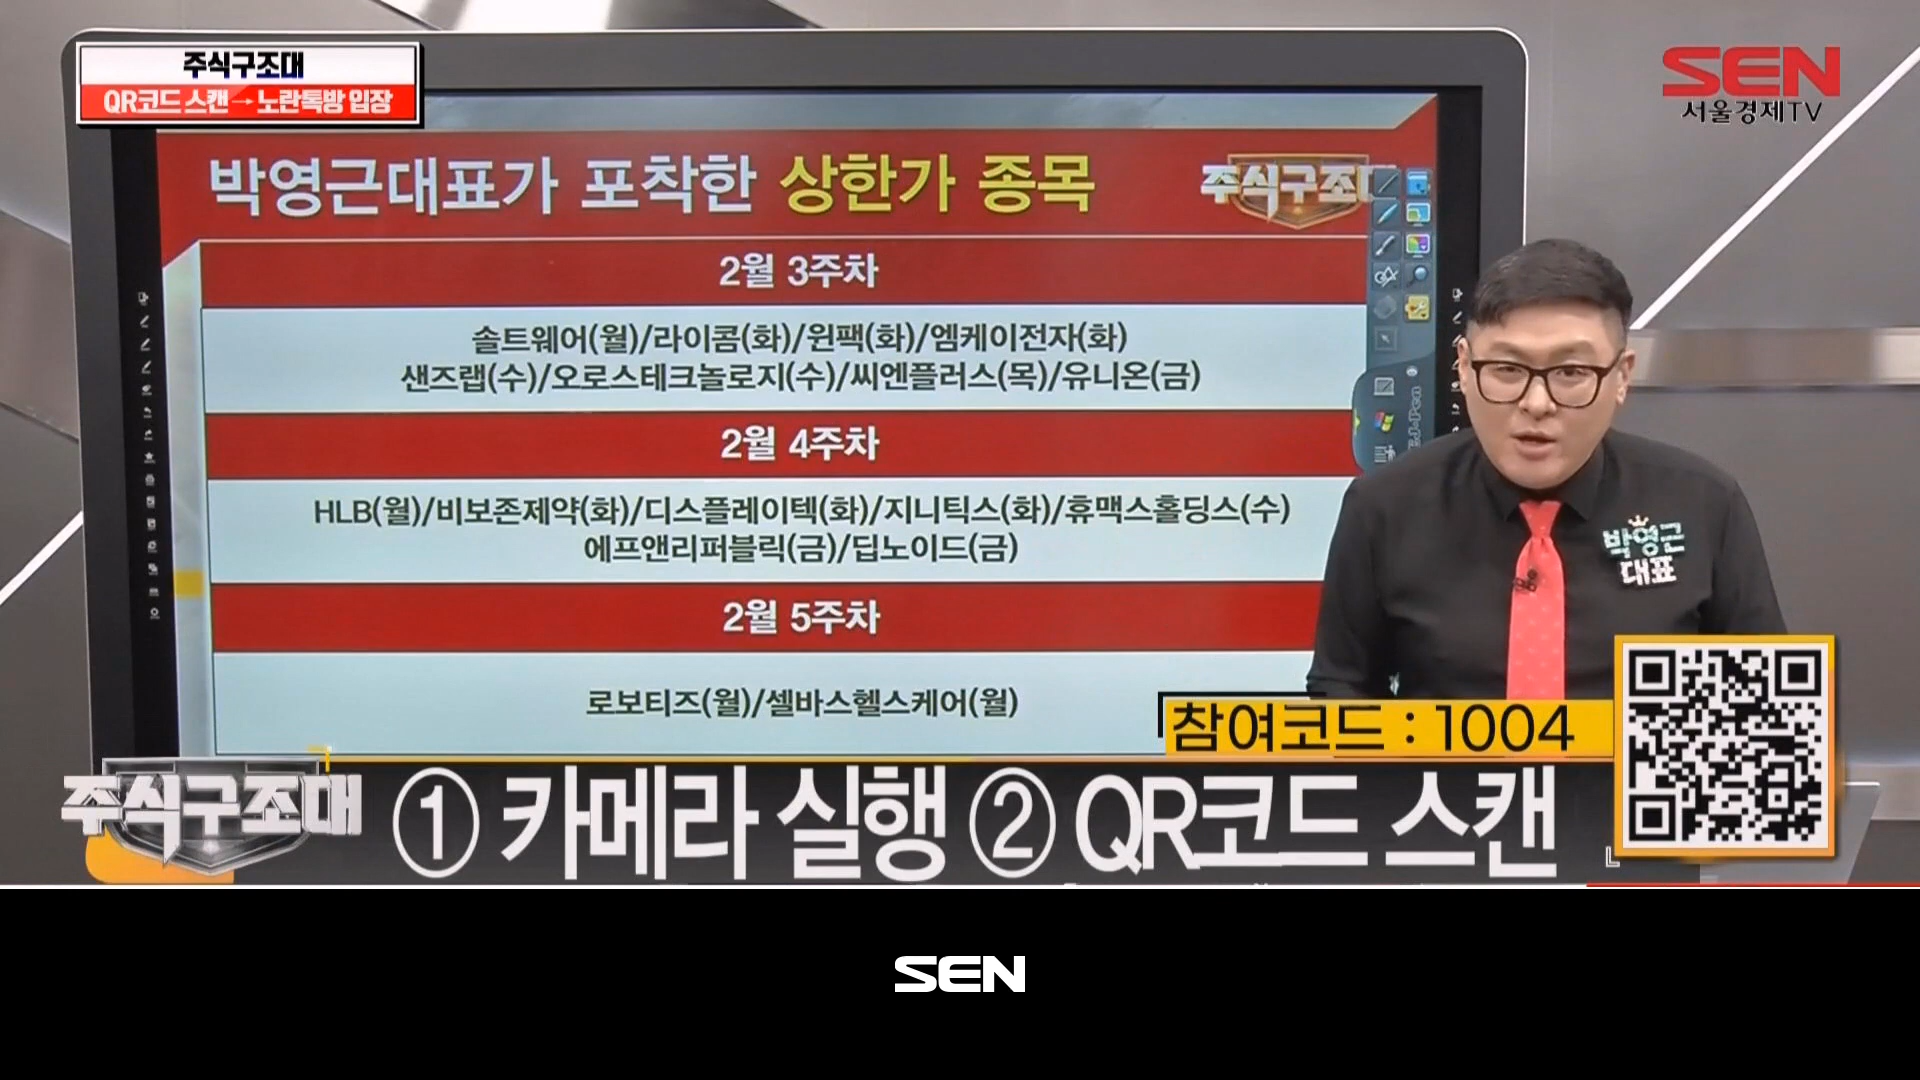 주식구조대
QR코드 스캔→노란톡방 입장
SEN
서울경제TV
박영근대표가 포착한 상한가 종목
주식구조대
2월 3주차
솔트웨어(월)/라이콤(화)/윈팩(화)/엠케이전자(화)
샌즈랩(수)/오로스테크놀로지(수)/씨엔플러스(목)/유니온(금)
2월 4주차
HLB(월)/비보존제약(화)/디스플레이텍(화)/지니틱스(화)/휴맥스홀딩스(수)
에프앤리퍼블릭(금)/딥노이드(금)
2월 5주차
로보티즈(월)/셀바스헬스케어(월)
박영근
대표
참여코드 : 1004
주식구조대
① 카메라 실행 ② QR코드 스캔
SEN